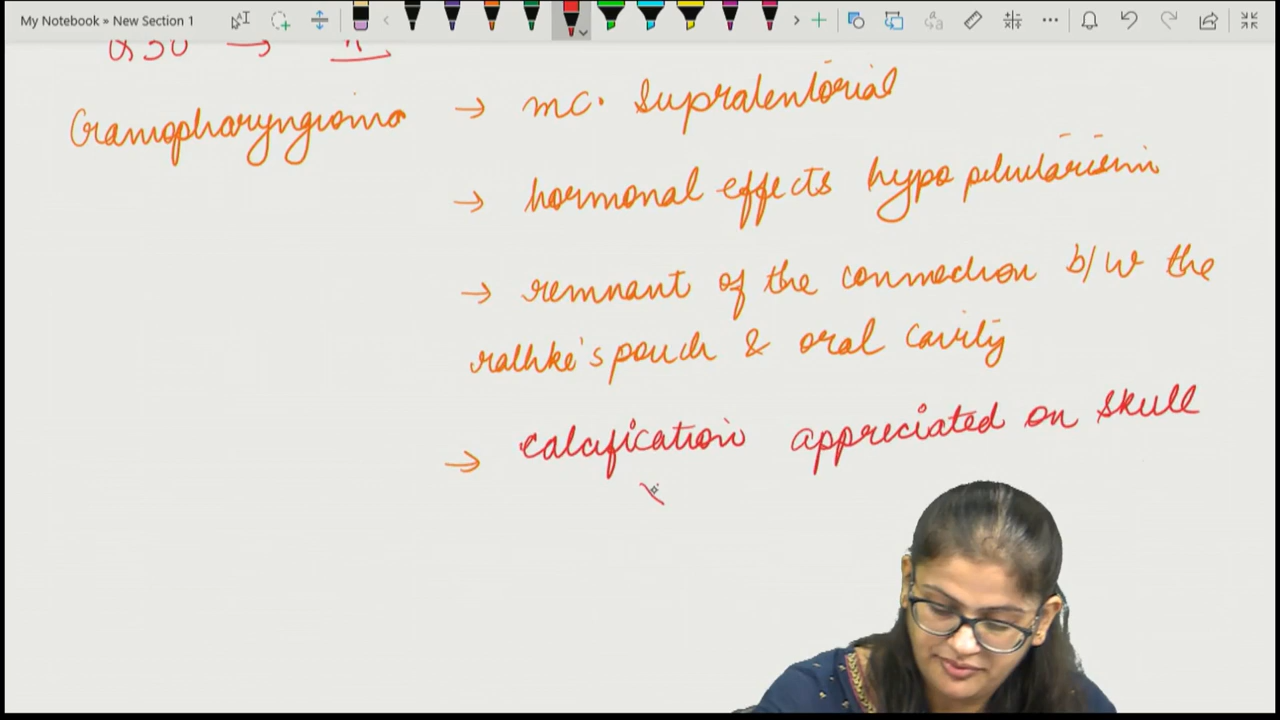 My Notebook » New Section 1
Q30 →
Craniopharyngioma → mc. Supratentorial
→ hormonal effects hypopituitarism
→ remnant of the connection b/w the
rathke's pouch & oral cavity
→ calcification appreciated on skull